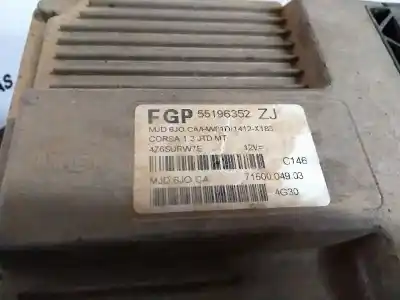 FGP 55196352 ZJ
MJD 6JO.CA
CORSA 1.3 JTD MT
12V=
C146
MJD 6JO.CA 71600.049.03
4G30